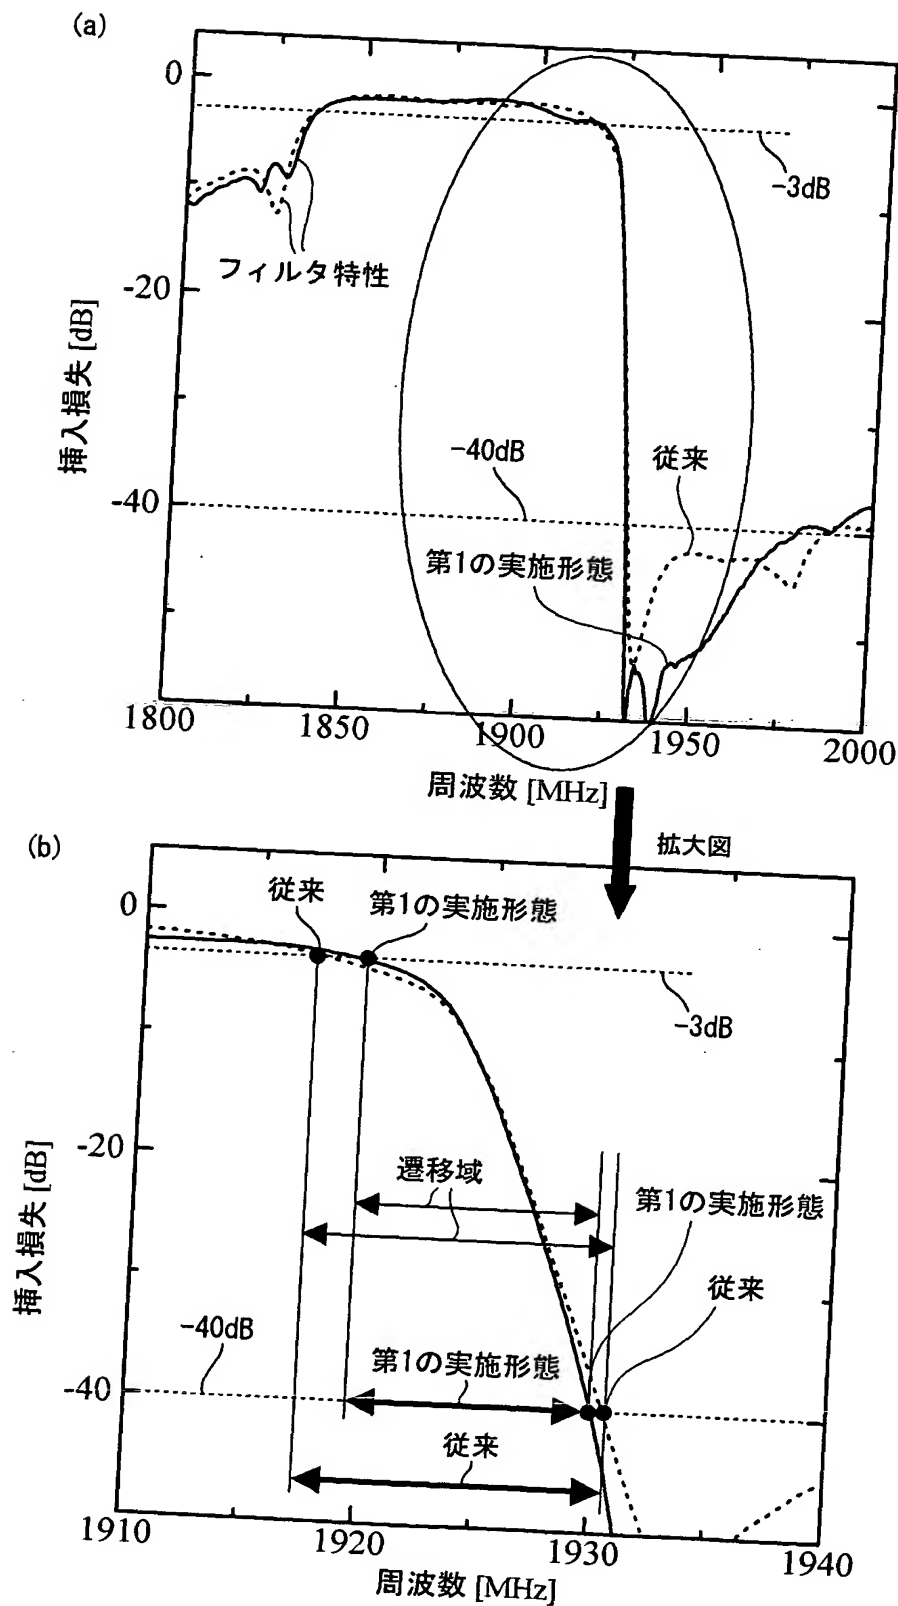 (a)
0
-3dB
フィルタ特性
-20
挿入損失 [dB]
-40dB
従来
-40
第1の実施形態
1800
1850
1900
1950
2000
周波数 [MHz]
拡大図
(b)
従来
第1の実施形態
0
-3dB
-20
遷移域
第1の実施形態
挿入損失 [dB]
従来
-40dB
第1の実施形態
-40
従来
1910
1920
1930
1940
周波数 [MHz]